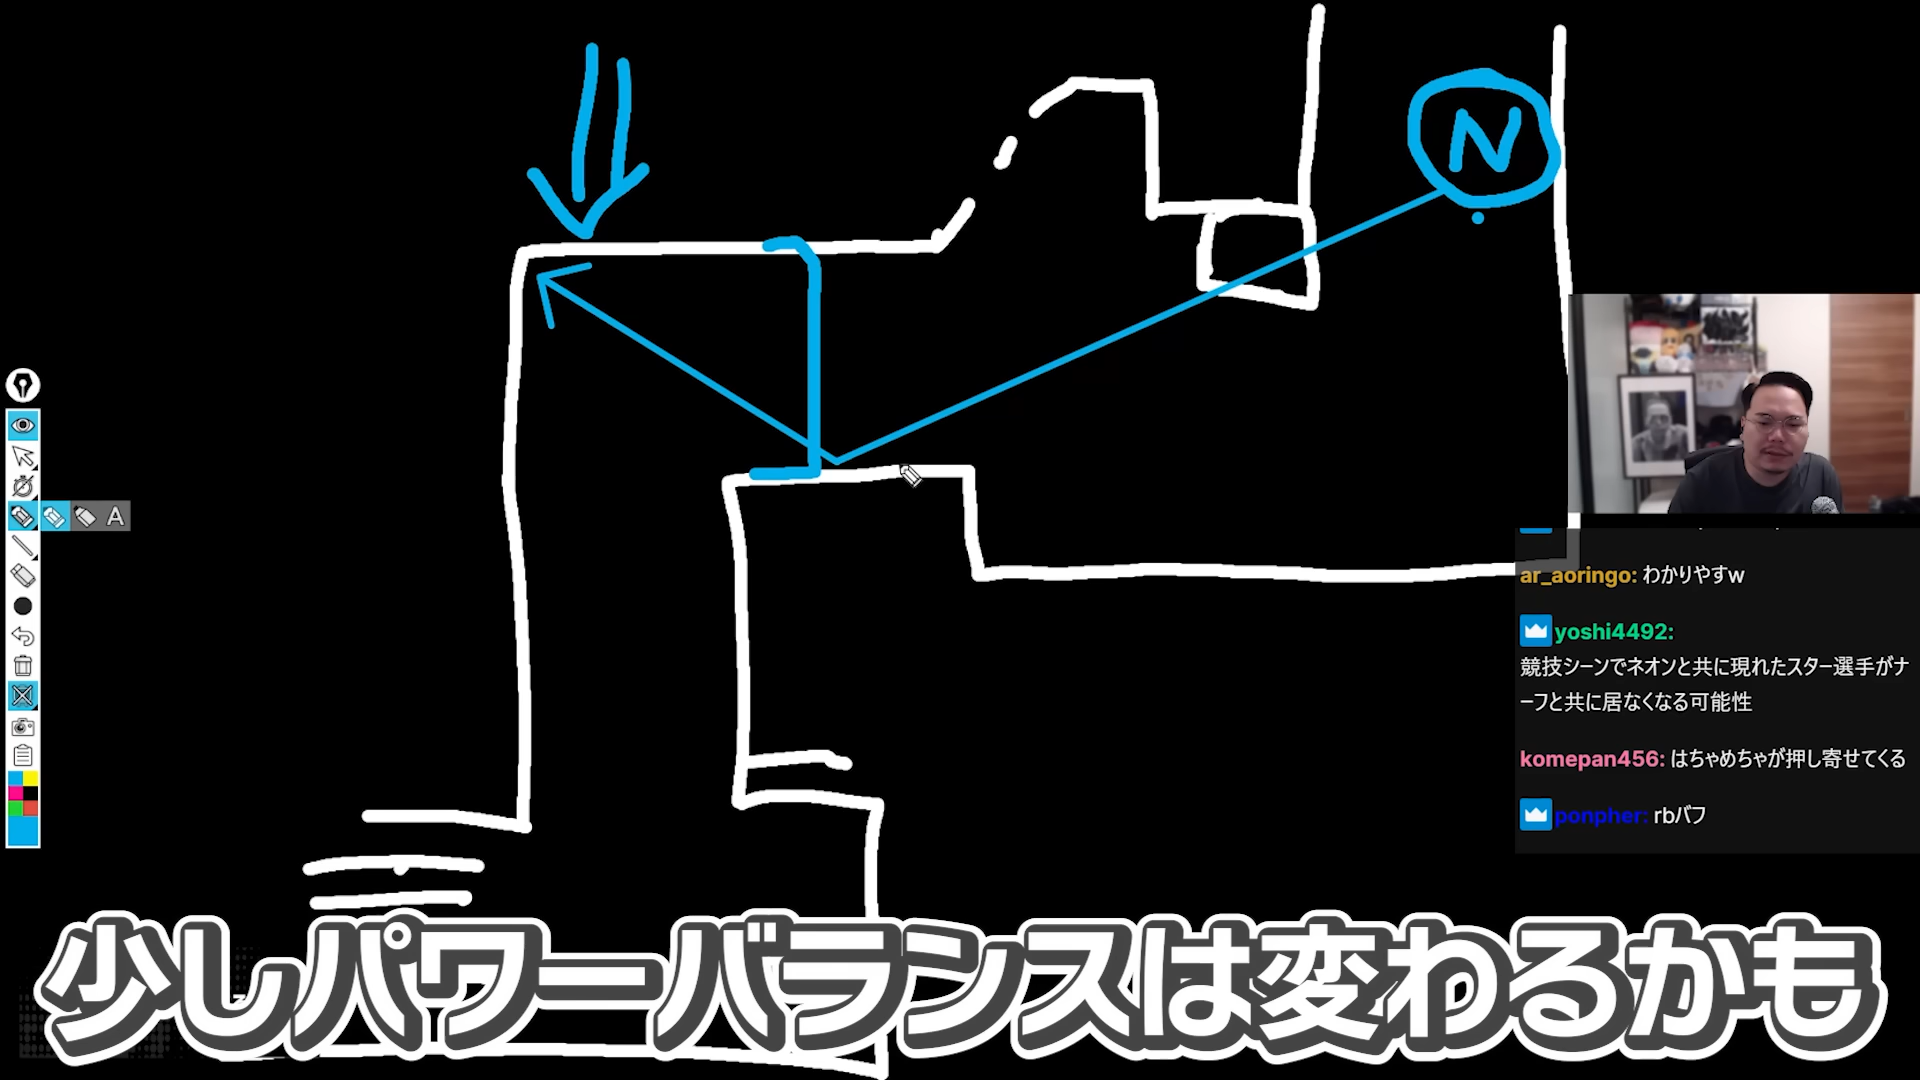 N
A
ar_aoringo: わかりやすw
yoshi4492:
競技シーンでネオンと共に現れたスター選手がナ
ーフと共に居なくなる可能性
komepan456: はちゃめちゃが押し寄せてくる
ponpher: rbバフ
少しパワーバランスは変わるかも